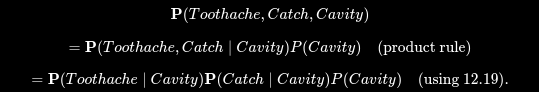 P(Toothache, Catch, Cavity)
= P(Toothache, Catch | Cavity)P(Cavity) (product rule)
= P(Toothache | Cavity)P(Catch | Cavity)P(Cavity) (using 12.19).